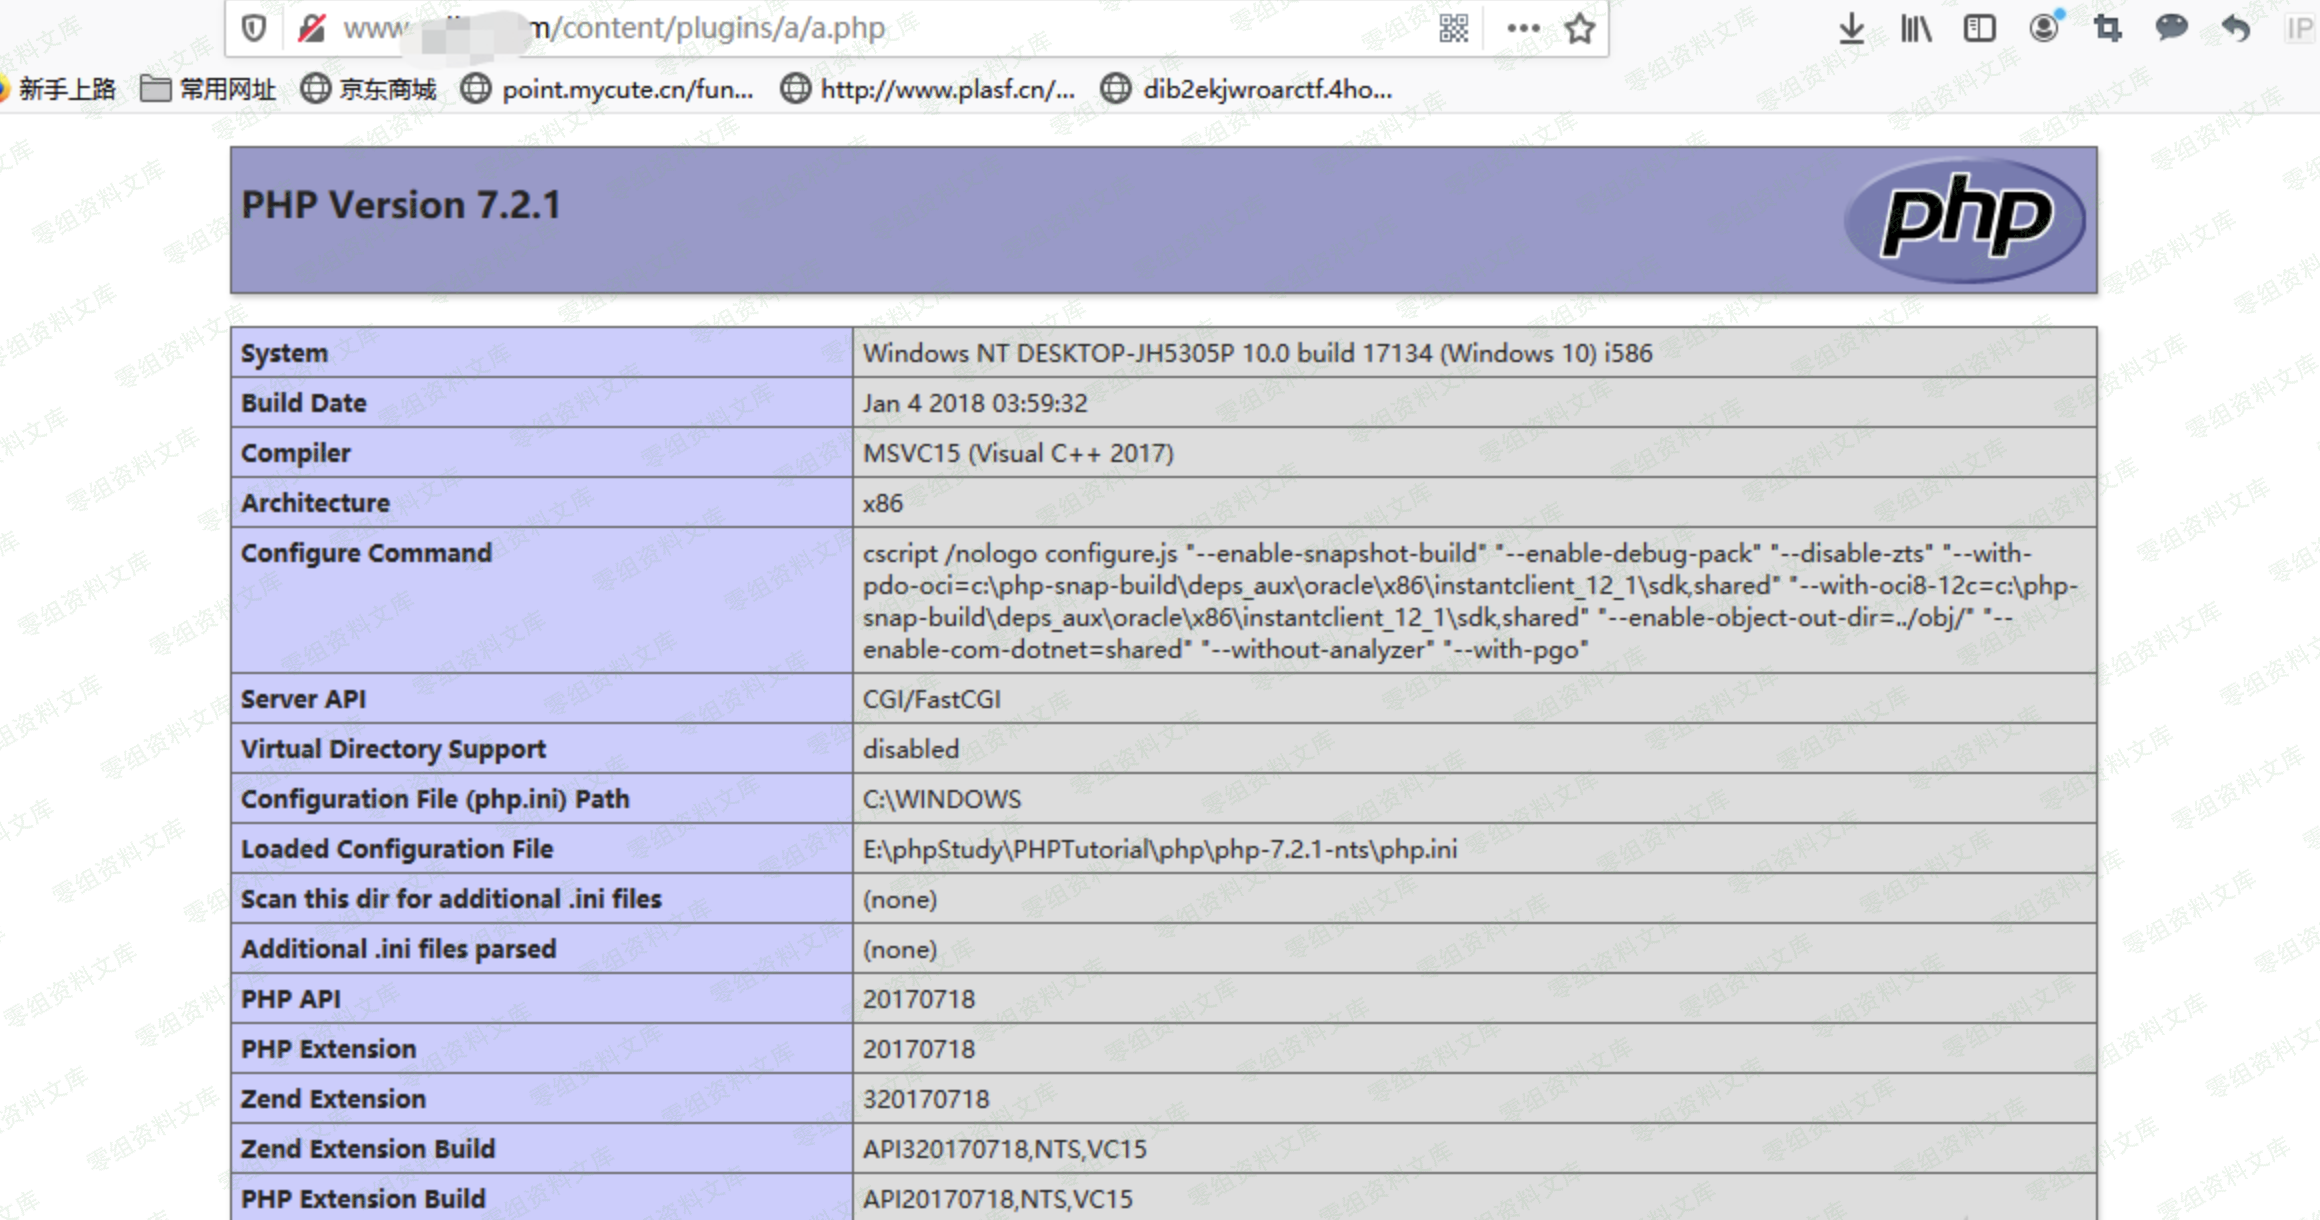 www.
m/content/plugins/a/a.php
IP
新手上路 常用网址 京东商城 point.mycute.cn/fun... http://www.plasf.cn/... dib2ekjwroarctf.4ho...
PHP Version 7.2.1
php
System Windows NT DESKTOP-JH5305P 10.0 build 17134 (Windows 10) i586
Build Date Jan 4 2018 03:59:32
Compiler MSVC15 (Visual C++ 2017)
Architecture x86
Configure Command cscript /nologo configure.js "--enable-snapshot-build" "--enable-debug-pack" "--disable-zts" "--with-
pdo-oci=c:\php-snap-build\deps_aux\oracle\x86\instantclient_12_1\sdk,shared" "--with-oci8-12c=c:\php-
snap-build\deps_aux\oracle\x86\instantclient_12_1\sdk,shared" "--enable-object-out-dir=../obj/" "--
enable-com-dotnet=shared" "--without-analyzer" "--with-pgo"
Server API CGI/FastCGI
Virtual Directory Support disabled
Configuration File (php.ini) Path C:\WINDOWS
Loaded Configuration File E:\phpStudy\PHPTutorial\php\php-7.2.1-nts\php.ini
Scan this dir for additional .ini files (none)
Additional .ini files parsed (none)
PHP API 20170718
PHP Extension 20170718
Zend Extension 320170718
Zend Extension Build API320170718,NTS,VC15
PHP Extension Build API20170718,NTS,VC15
零组资料文库